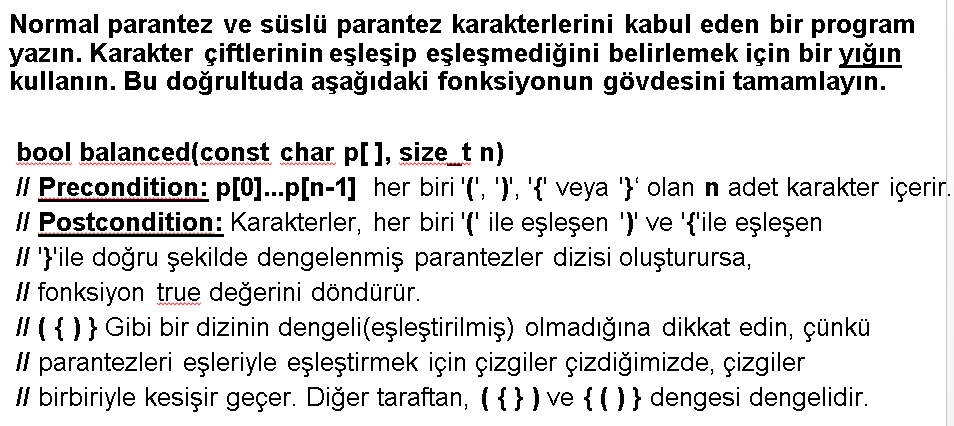 Normal parantez ve süslü parantez karakterlerini kabul eden bir program
yazın. Karakter çiftlerinin eşleşip eşleşmediğini belirlemek için bir yığın
kullanın. Bu doğrultuda aşağıdaki fonksiyonun gövdesini tamamlayın.
bool balanced(const char p[ ], size_t n)
// Precondition: p[0]...p[n-1] her biri '(', ')', '{' veya '}‘ olan n adet karakter içerir.
// Postcondition: Karakterler, her biri '(' ile eşleşen ')' ve '{'ile eşleşen
// '}'ile doğru şekilde dengelenmiş parantezler dizisi oluşturursa,
// fonksiyon true değerini döndürür.
// ( { ) } Gibi bir dizinin dengeli(eşleştirilmiş) olmadığına dikkat edin, çünkü
// parantezleri eşleriyle eşleştirmek için çizgiler çizdiğimizde, çizgiler
// birbiriyle kesişir geçer. Diğer taraftan, ( { } ) ve { ( ) } dengesi dengelidir.